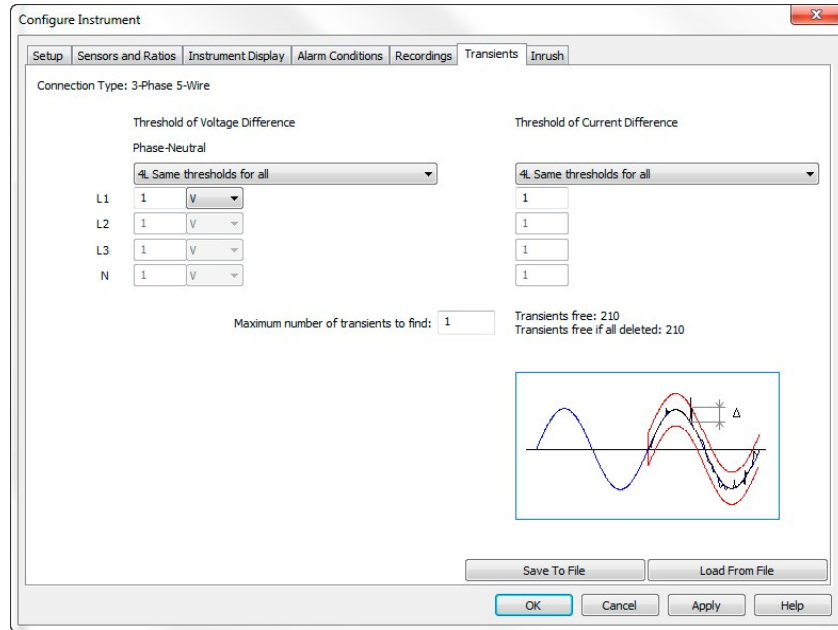 Configure Instrument
Setup Sensors and Ratios Instrument Display Alarm Conditions Recordings Transients Inrush
Connection Type: 3-Phase 5-Wire
Threshold of Voltage Difference Threshold of Current Difference
Phase-Neutral
4L Same thresholds for all 4L Same thresholds for all
L1 1 V 1
L2 1 V 1
L3 1 V 1
N 1 V 1
Maximum number of transients to find: 1 Transients free: 210
Transients free if all deleted: 210
Δ
Save To File Load From File
OK Cancel Apply Help